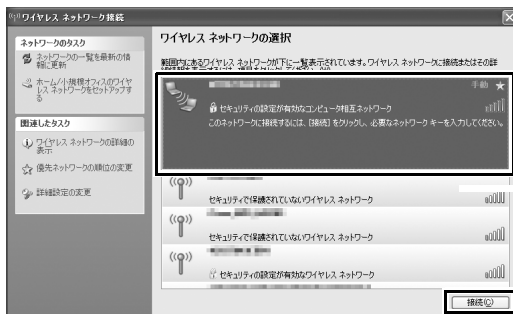 ワイヤレス ネットワーク接続
ネットワークのタスク
ネットワークの一覧を最新の情
報に更新
ホーム/小規模オフィスのワイヤ
レス ネットワークをセットアップす
る
関連したタスク
ワイヤレス ネットワークの詳細の
表示
優先ネットワークの順位の変更
詳細設定の変更
ワイヤレス ネットワークの選択
範囲内にあるワイヤレス ネットワークが下に一覧表示されています。ワイヤレス ネットワークに接続またはその詳
手動
セキュリティの設定が有効なコンピュータ相互ネットワーク
このネットワークに接続するには、[接続] をクリックし、必要なネットワーク キーを入力してください。
セキュリティで保護されていないワイヤレス ネットワーク
セキュリティで保護されていないワイヤレス ネットワーク
セキュリティの設定が有効なワイヤレス ネットワーク
接続(C)